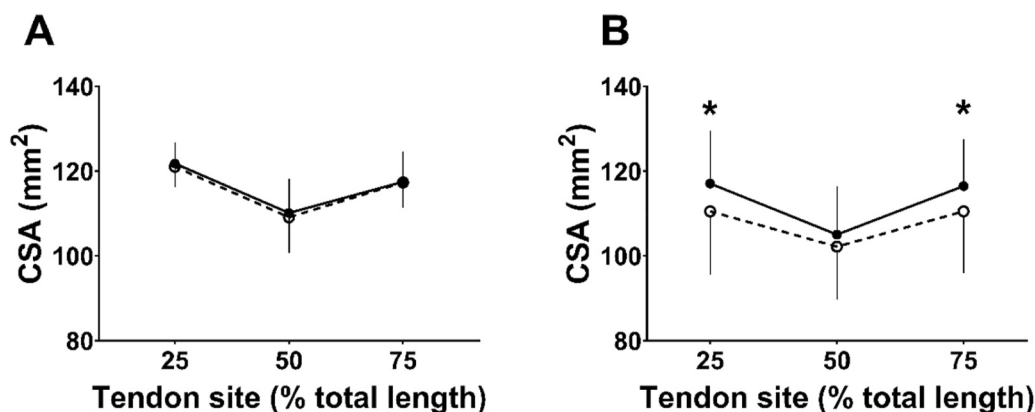 A
CSA (mm²)
140
120
100
80
25 50 75
Tendon site (% total length)
B
CSA (mm²)
140
120
100
80
* *
25 50 75
Tendon site (% total length)